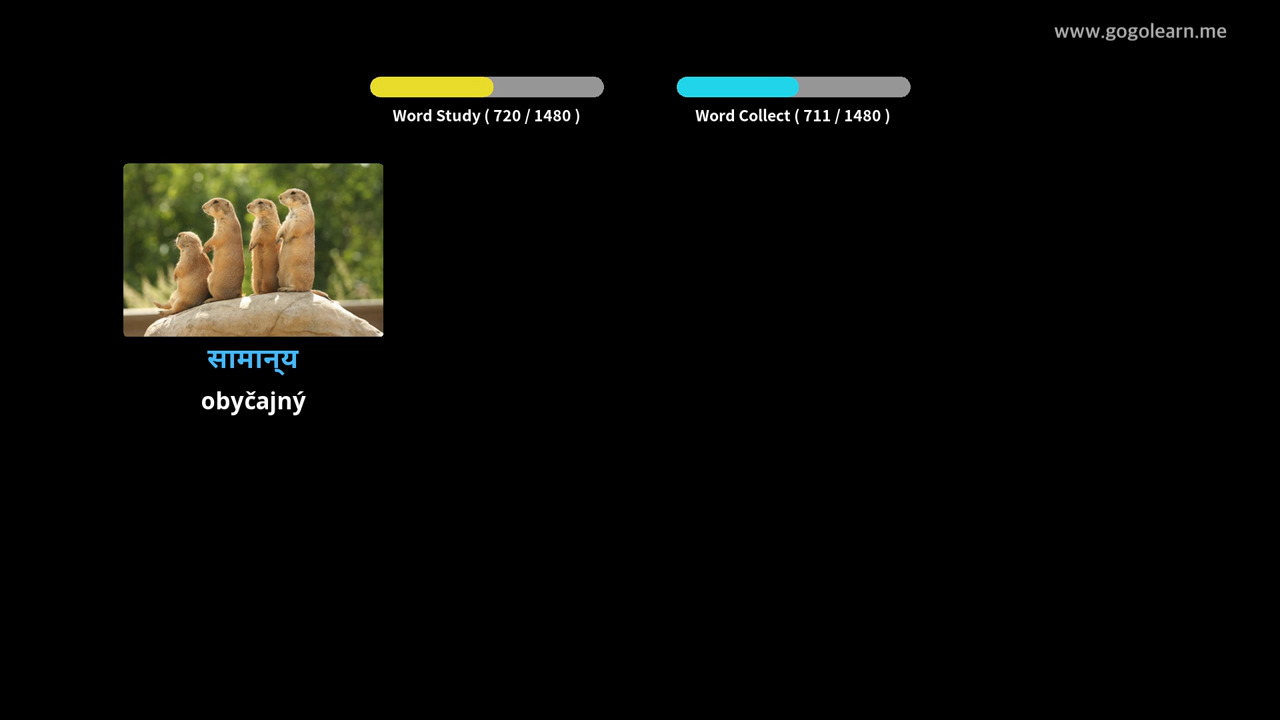 www.gogolearn.me
Word Study ( 720 / 1480 )
Word Collect ( 711 / 1480 )
सामान्य
obyčajný